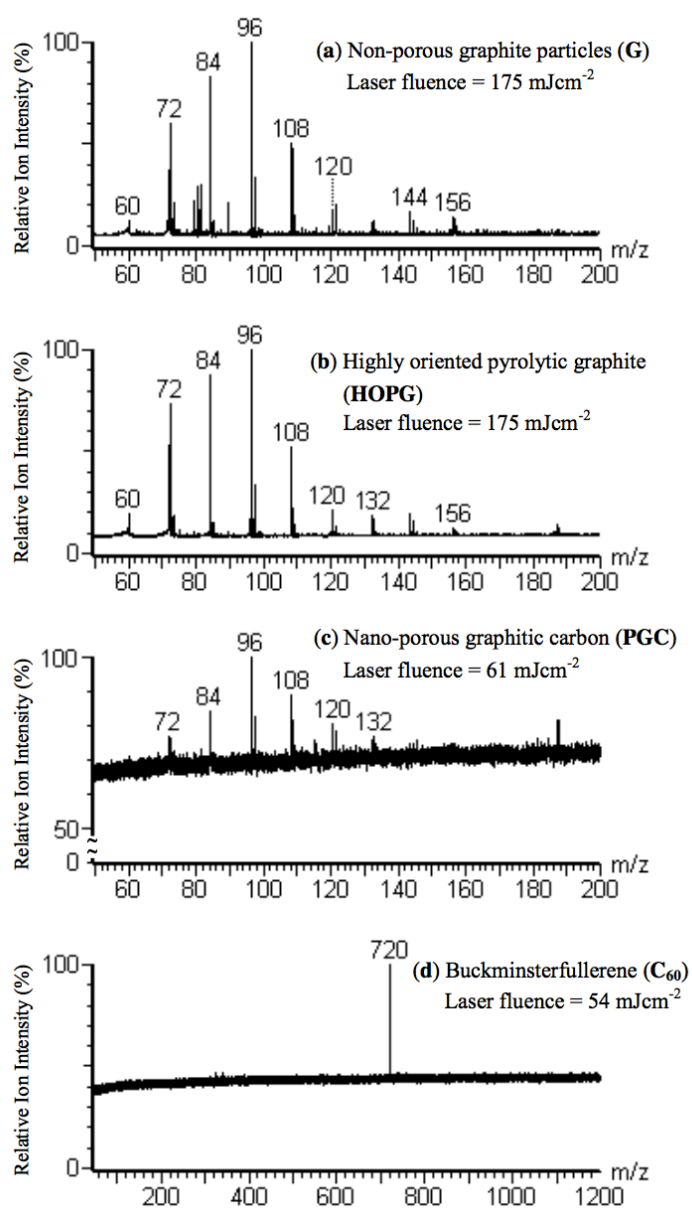 Relative Ion Intensity (%)
100
0
(a) Non-porous graphite particles (G)
Laser fluence = 175 mJcm-2
96
84
72
108
120
60
144 156
60 80 100 120 140 160 180 200
m/z
Relative Ion Intensity (%)
100
0
(b) Highly oriented pyrolytic graphite
(HOPG)
Laser fluence = 175 mJcm-2
96
84
72
108
60
120 132
156
60 80 100 120 140 160 180 200
m/z
Relative Ion Intensity (%)
100
50
≈
0
(c) Nano-porous graphitic carbon (PGC)
Laser fluence = 61 mJcm-2
96
108
84
72
120 132
60 80 100 120 140 160 180 200
m/z
Relative Ion Intensity (%)
100
0
720
(d) Buckminsterfullerene (C60)
Laser fluence = 54 mJcm-2
200 400 600 800 1000 1200
m/z